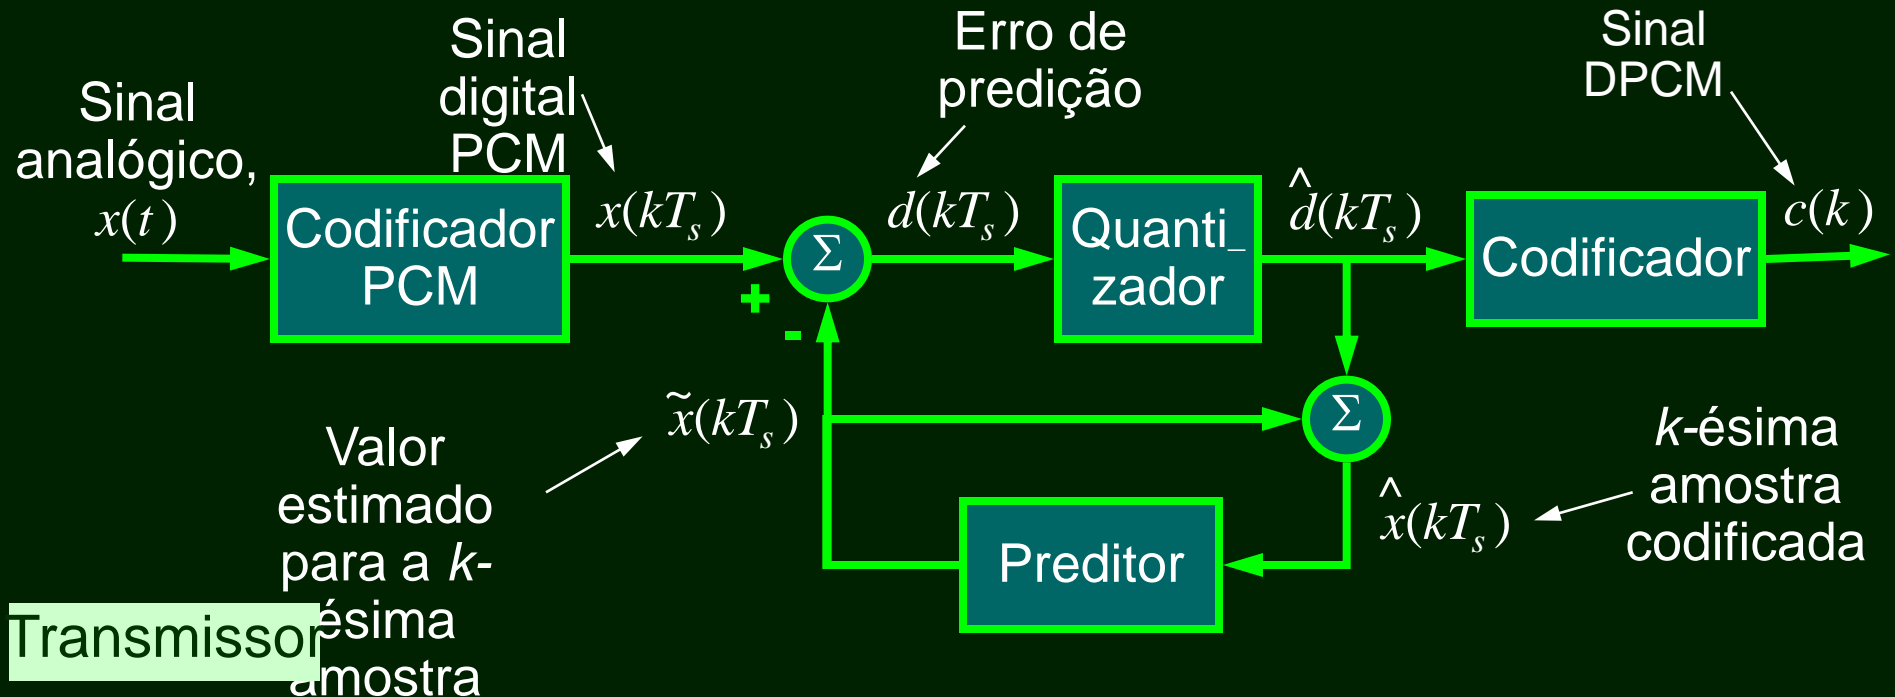 Sinal
analógico,
x(t)
Codificador
PCM
Sinal
digital
PCM
x(kTₛ)
Σ
+
-
Erro de
predição
d(kTₛ)
Quanti_
zador
d̂(kTₛ)
Codificador
Sinal
DPCM
c(k)
x̃(kTₛ)
Σ
Valor
estimado
para a k-
ésima
amostra
Preditor
x̂(kTₛ)
k-ésima
amostra
codificada
Transmissor